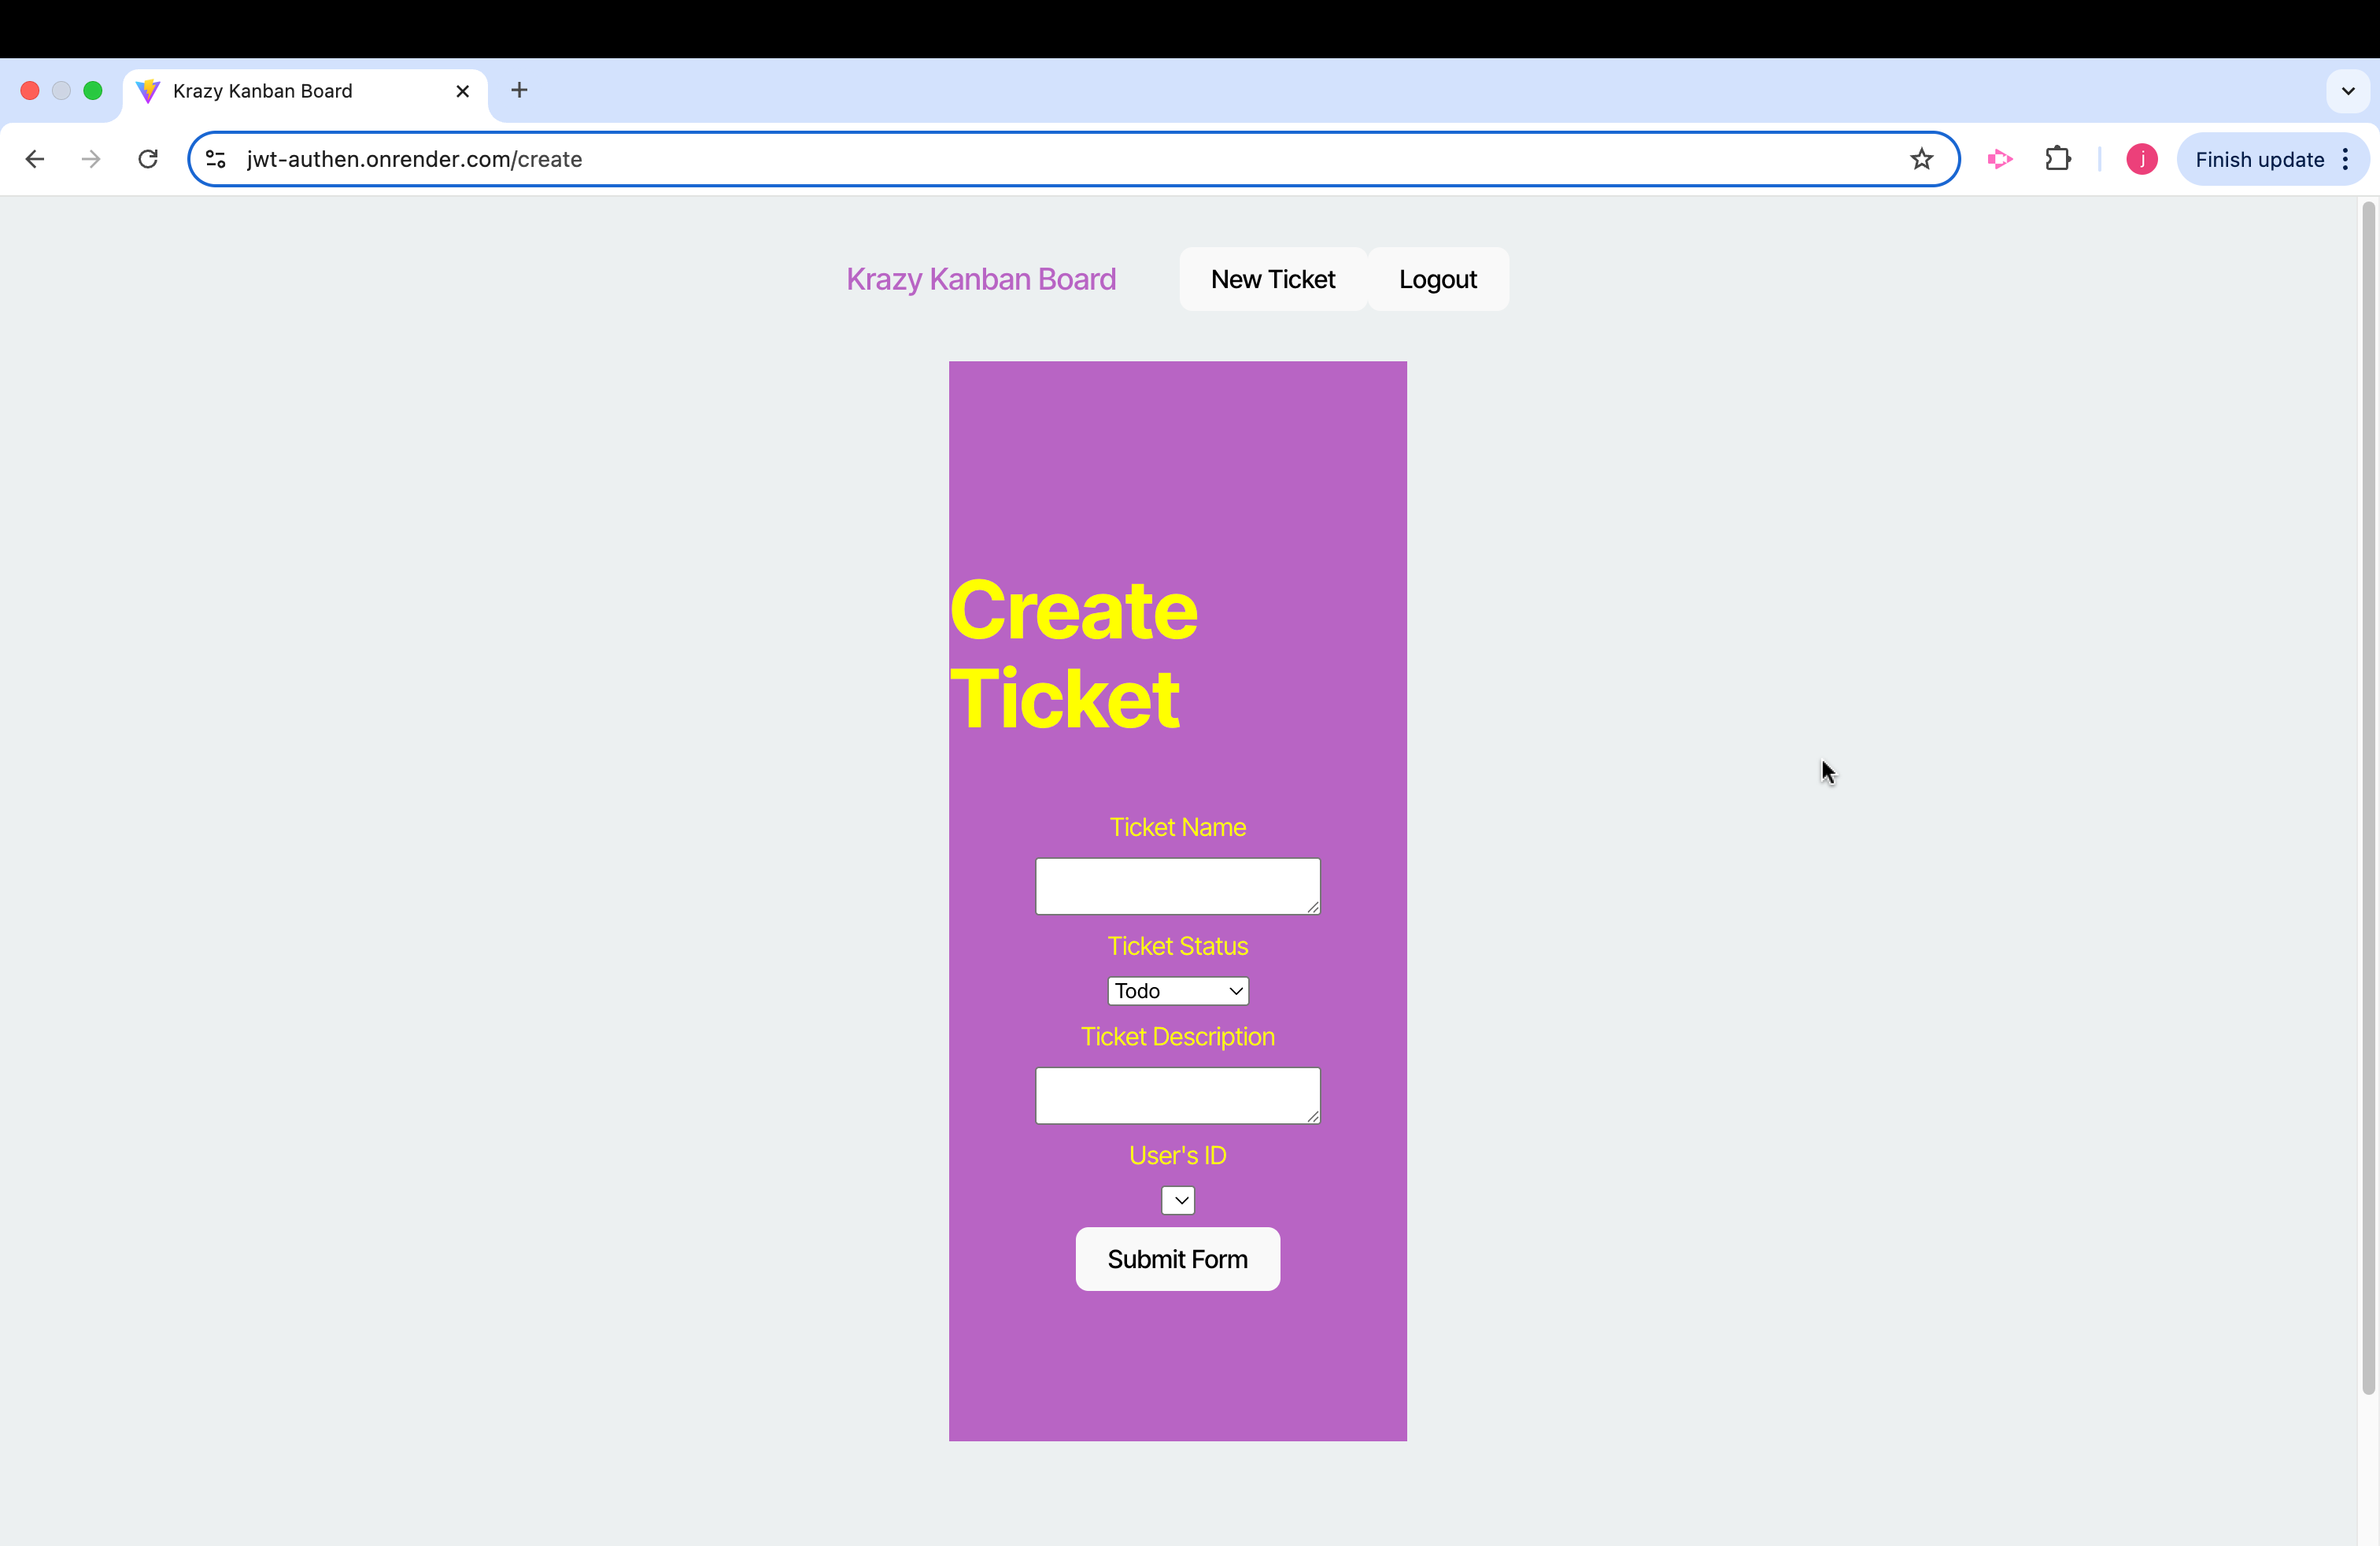 Krazy Kanban Board
jwt-authen.onrender.com/create
j
Finish update
Krazy Kanban Board
New Ticket
Logout
Create
Ticket
Ticket Name
Ticket Status
Todo
Ticket Description
User's ID
Submit Form